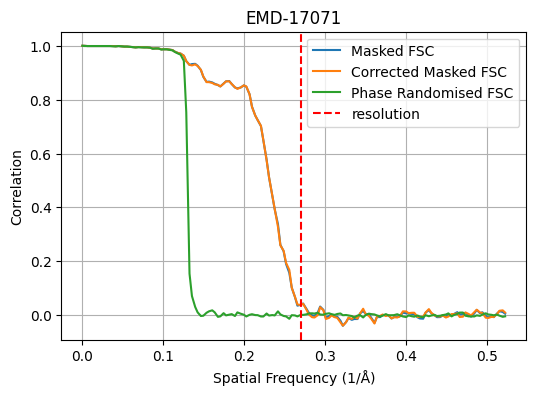 EMD-17071
Masked FSC
Corrected Masked FSC
Phase Randomised FSC
resolution
Correlation
1.0
0.8
0.6
0.4
0.2
0.0
0.0 0.1 0.2 0.3 0.4 0.5
Spatial Frequency (1/Å)